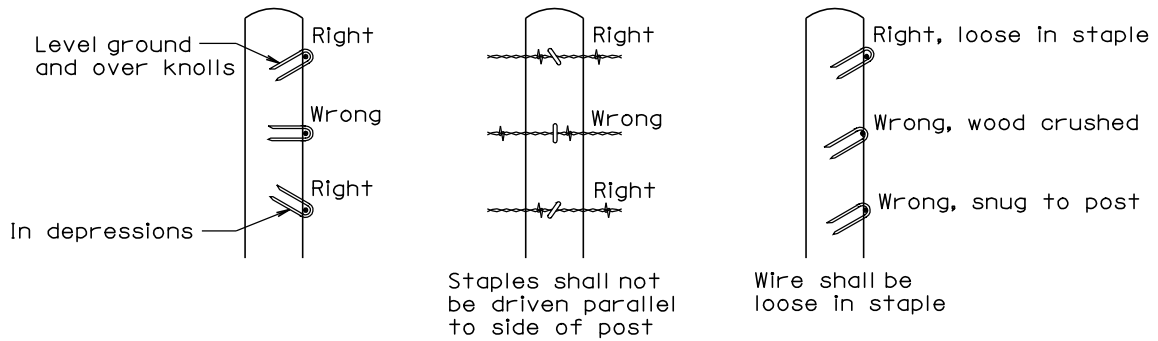 Level ground
and over knolls
Right
Wrong
Right
In depressions
Right
Wrong
Right
Staples shall not
be driven parallel
to side of post
Right, loose in staple
Wrong, wood crushed
Wrong, snug to post
Wire shall be
loose in staple